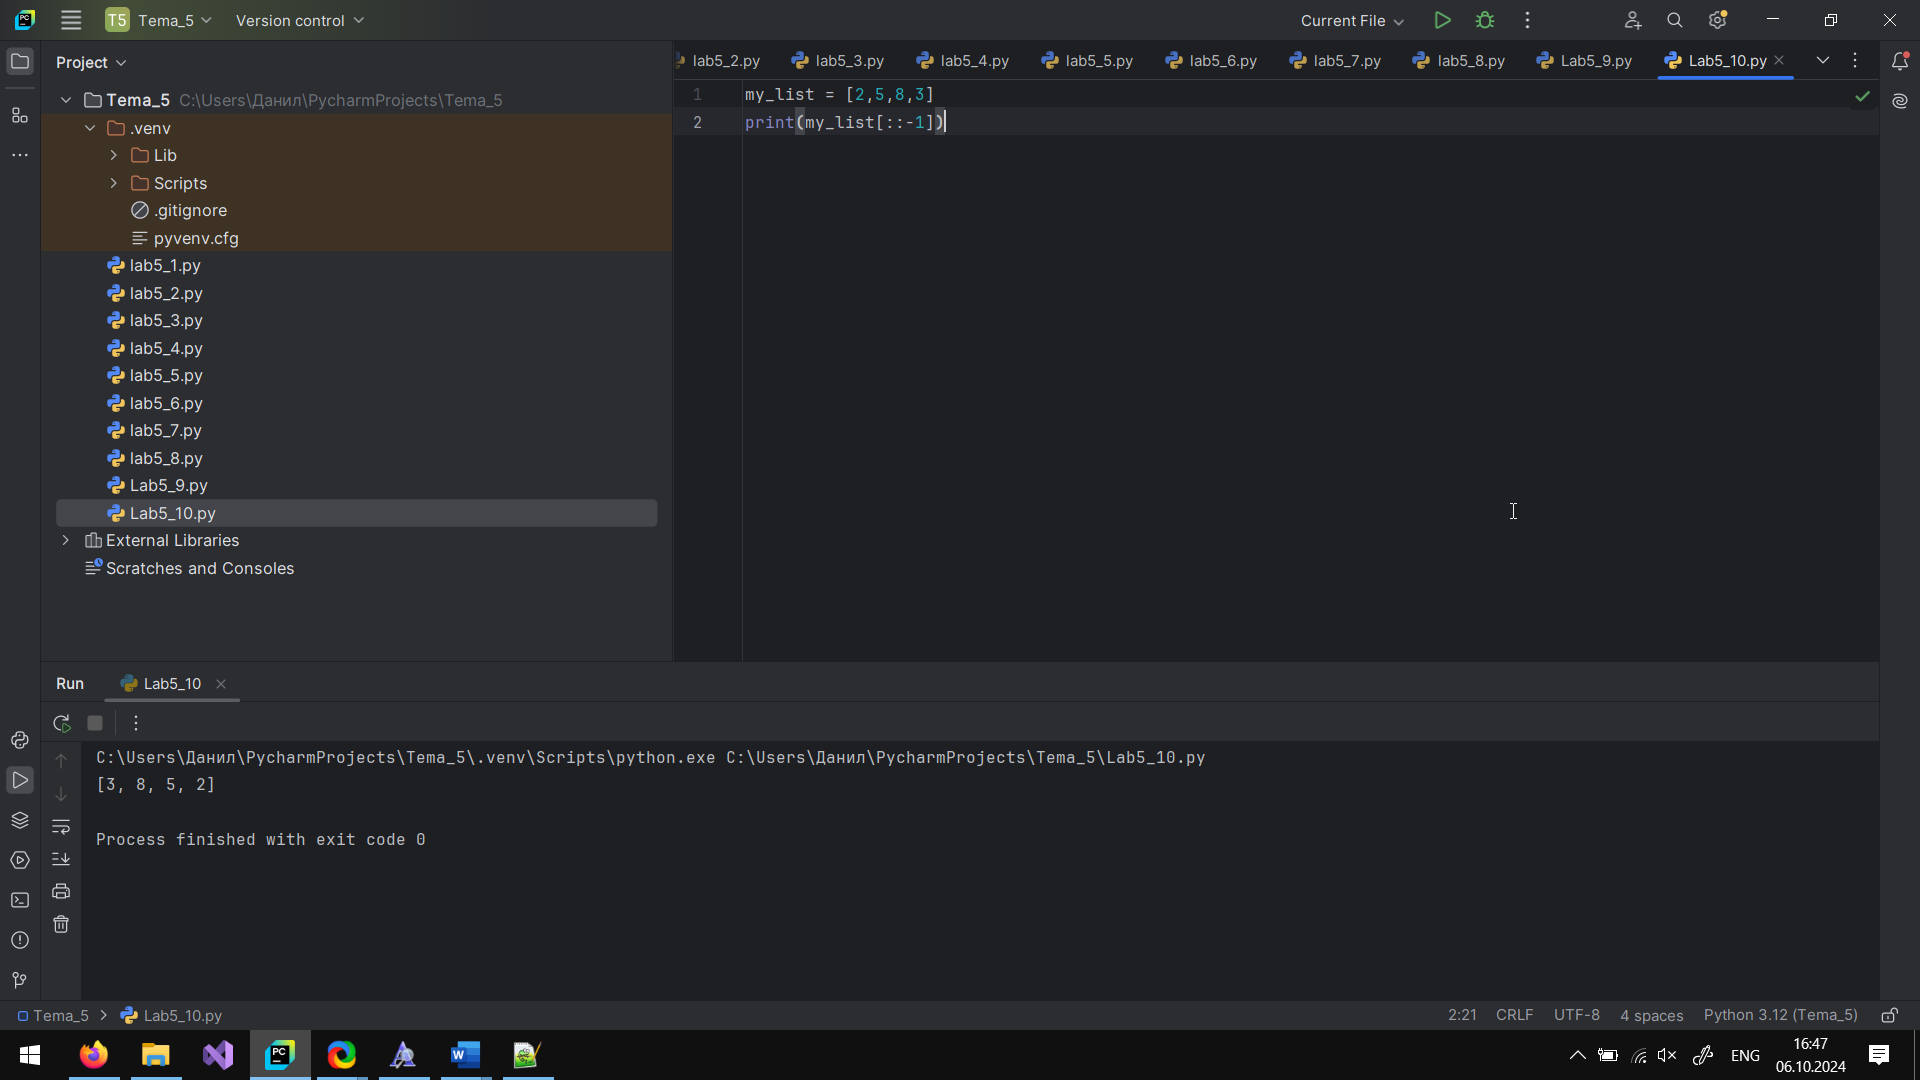 PC T5 Tema_5 Version control Current File
Project
lab5_2.py lab5_3.py lab5_4.py lab5_5.py lab5_6.py lab5_7.py lab5_8.py Lab5_9.py Lab5_10.py
Tema_5 C:\Users\Данил\PycharmProjects\Tema_5
.venv
Lib
Scripts
.gitignore
pyvenv.cfg
lab5_1.py
lab5_2.py
lab5_3.py
lab5_4.py
lab5_5.py
lab5_6.py
lab5_7.py
lab5_8.py
Lab5_9.py
Lab5_10.py
External Libraries
Scratches and Consoles
1 my_list = [2,5,8,3]
2 print(my_list[::-1])
Run Lab5_10
C:\Users\Данил\PycharmProjects\Tema_5\.venv\Scripts\python.exe C:\Users\Данил\PycharmProjects\Tema_5\Lab5_10.py
[3, 8, 5, 2]
Process finished with exit code 0
Tema_5 Lab5_10.py 2:21 CRLF UTF-8 4 spaces Python 3.12 (Tema_5)
PC W ENG 16:47
06.10.2024